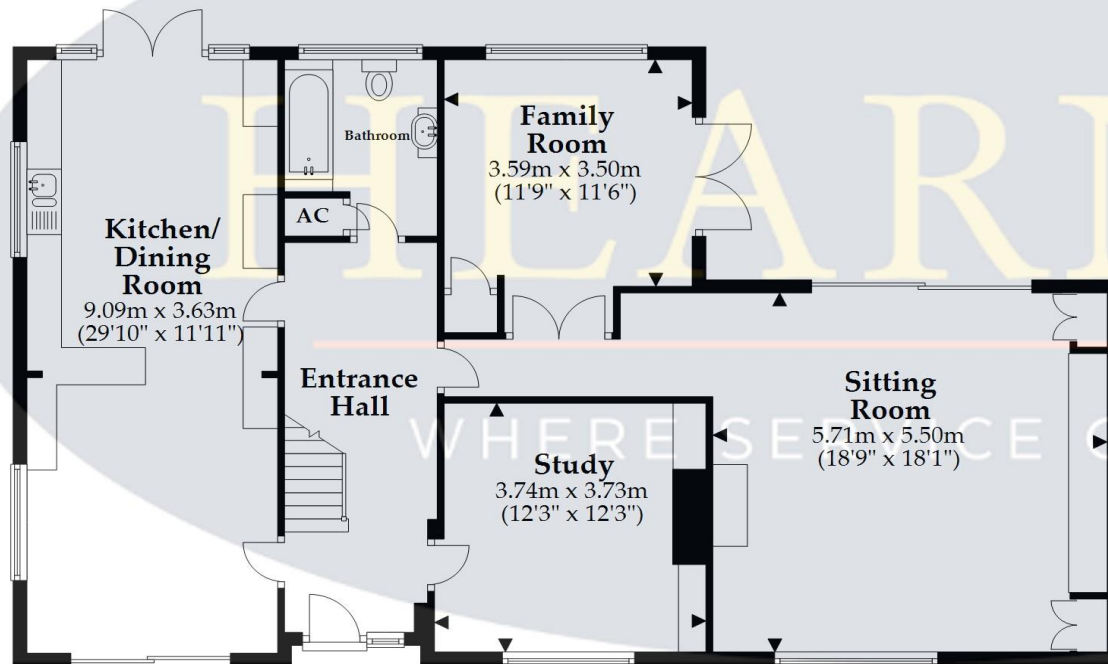 HEAR
WHERE SERVICE
Kitchen/
Dining
Room
9.09m x 3.63m
(29'10" x 11'11")
Bathroom
AC
Family
Room
3.59m x 3.50m
(11'9" x 11'6")
Entrance
Hall
Study
3.74m x 3.73m
(12'3" x 12'3")
Sitting
Room
5.71m x 5.50m
(18'9" x 18'1")